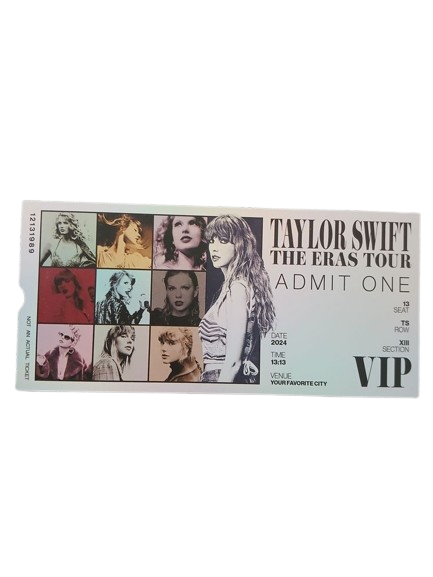 12131989
NOT AN ACTUAL TICKET
TAYLOR SWIFT
THE ERAS TOUR
ADMIT ONE
13
SEAT
TS
ROW
XIII
SECTION
VIP
DATE
2024
TIME
13:13
VENUE
YOUR FAVORITE CITY